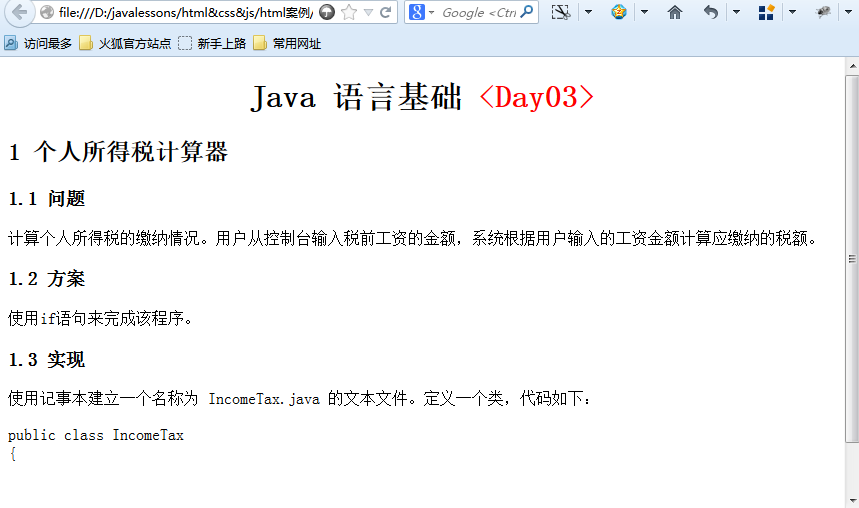 file:///D:/javalessons/html&css&js/html案例/
Google <Ctrl
访问最多 火狐官方站点 新手上路 常用网址
Java 语言基础 <Day03>
1 个人所得税计算器
1.1 问题
计算个人所得税的缴纳情况。用户从控制台输入税前工资的金额，系统根据用户输入的工资金额计算应缴纳的税额。
1.2 方案
使用if语句来完成该程序。
1.3 实现
使用记事本建立一个名称为 IncomeTax.java 的文本文件。定义一个类，代码如下：
public class IncomeTax
{